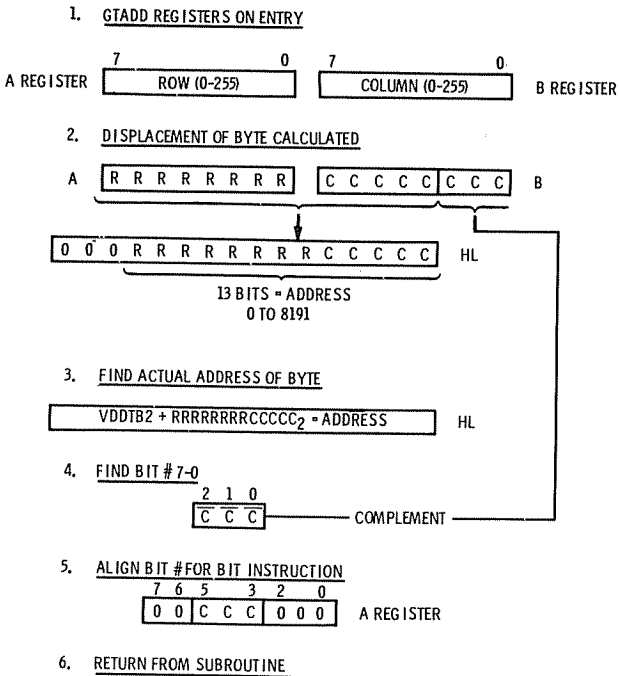 1. GTADD REGISTERS ON ENTRY
7 0 7 0
A REGISTER ROW (0-255) COLUMN (0-255) B REGISTER
2. DISPLACEMENT OF BYTE CALCULATED
A R R R R R R R R C C C C C C C C B
0 0 0 R R R R R R R R C C C C C HL
13 BITS = ADDRESS
0 TO 8191
3. FIND ACTUAL ADDRESS OF BYTE
VDDTB2 + RRRRRRRRCCCCC₂ = ADDRESS HL
4. FIND BIT # 7-0
2 1 0
C̅ C̅ C̅ COMPLEMENT
5. ALIGN BIT # FOR BIT INSTRUCTION
7 6 5 3 2 0
0 0 C C C 0 0 0 A REGISTER
6. RETURN FROM SUBROUTINE